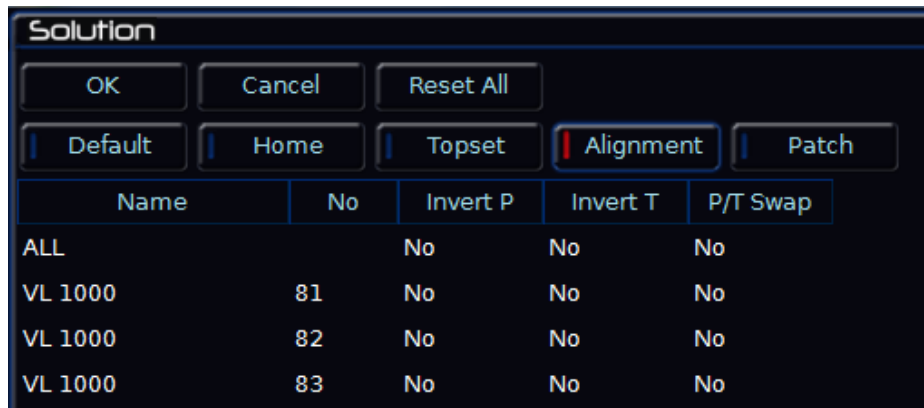 Solution
OK Cancel Reset All
Default Home Topset Alignment Patch
Name No Invert P Invert T P/T Swap
ALL No No No
VL 1000 81 No No No
VL 1000 82 No No No
VL 1000 83 No No No